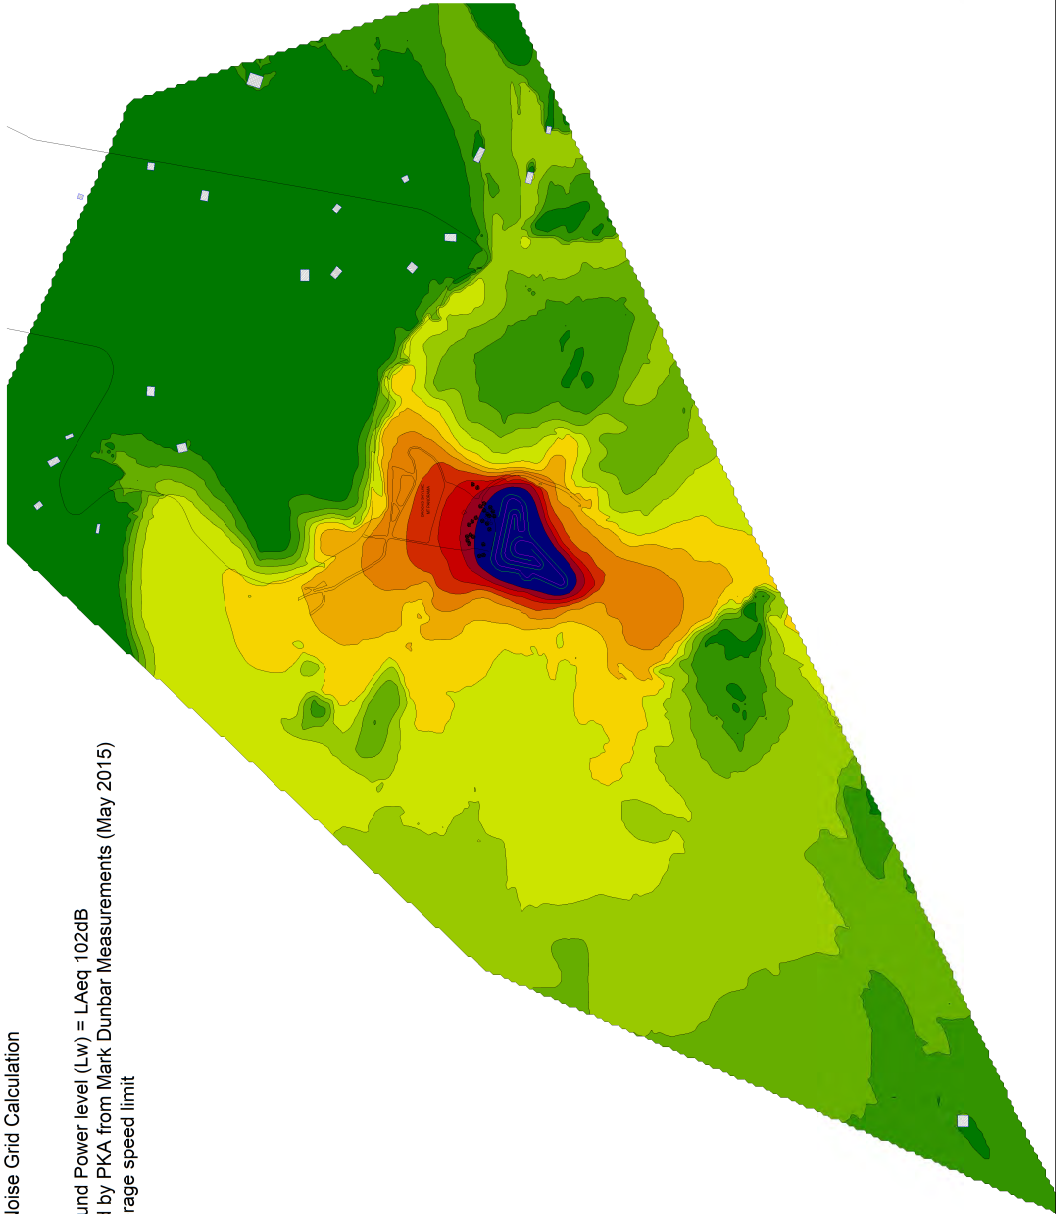 loise Grid Calculation
und Power level (Lw) = LAeq 102dB
l by PKA from Mark Dunbar Measurements (May 2015)
rage speed limit